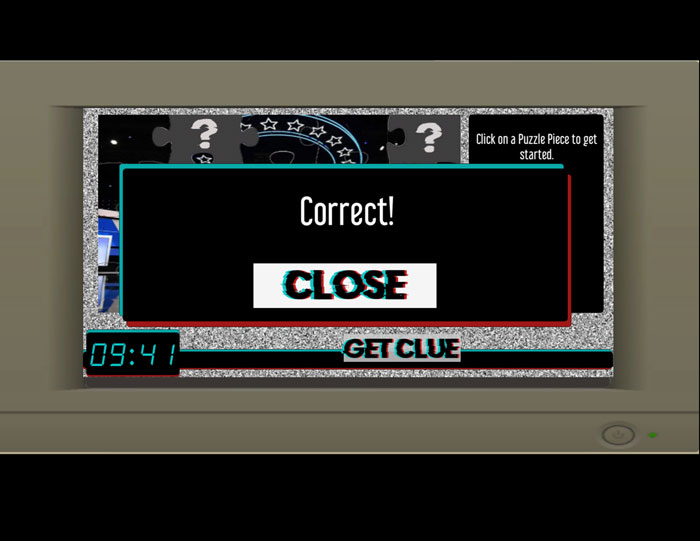 ?
?
Click on a Puzzle Piece to get
started.
Correct!
CLOSE
09:41
GET CLUE